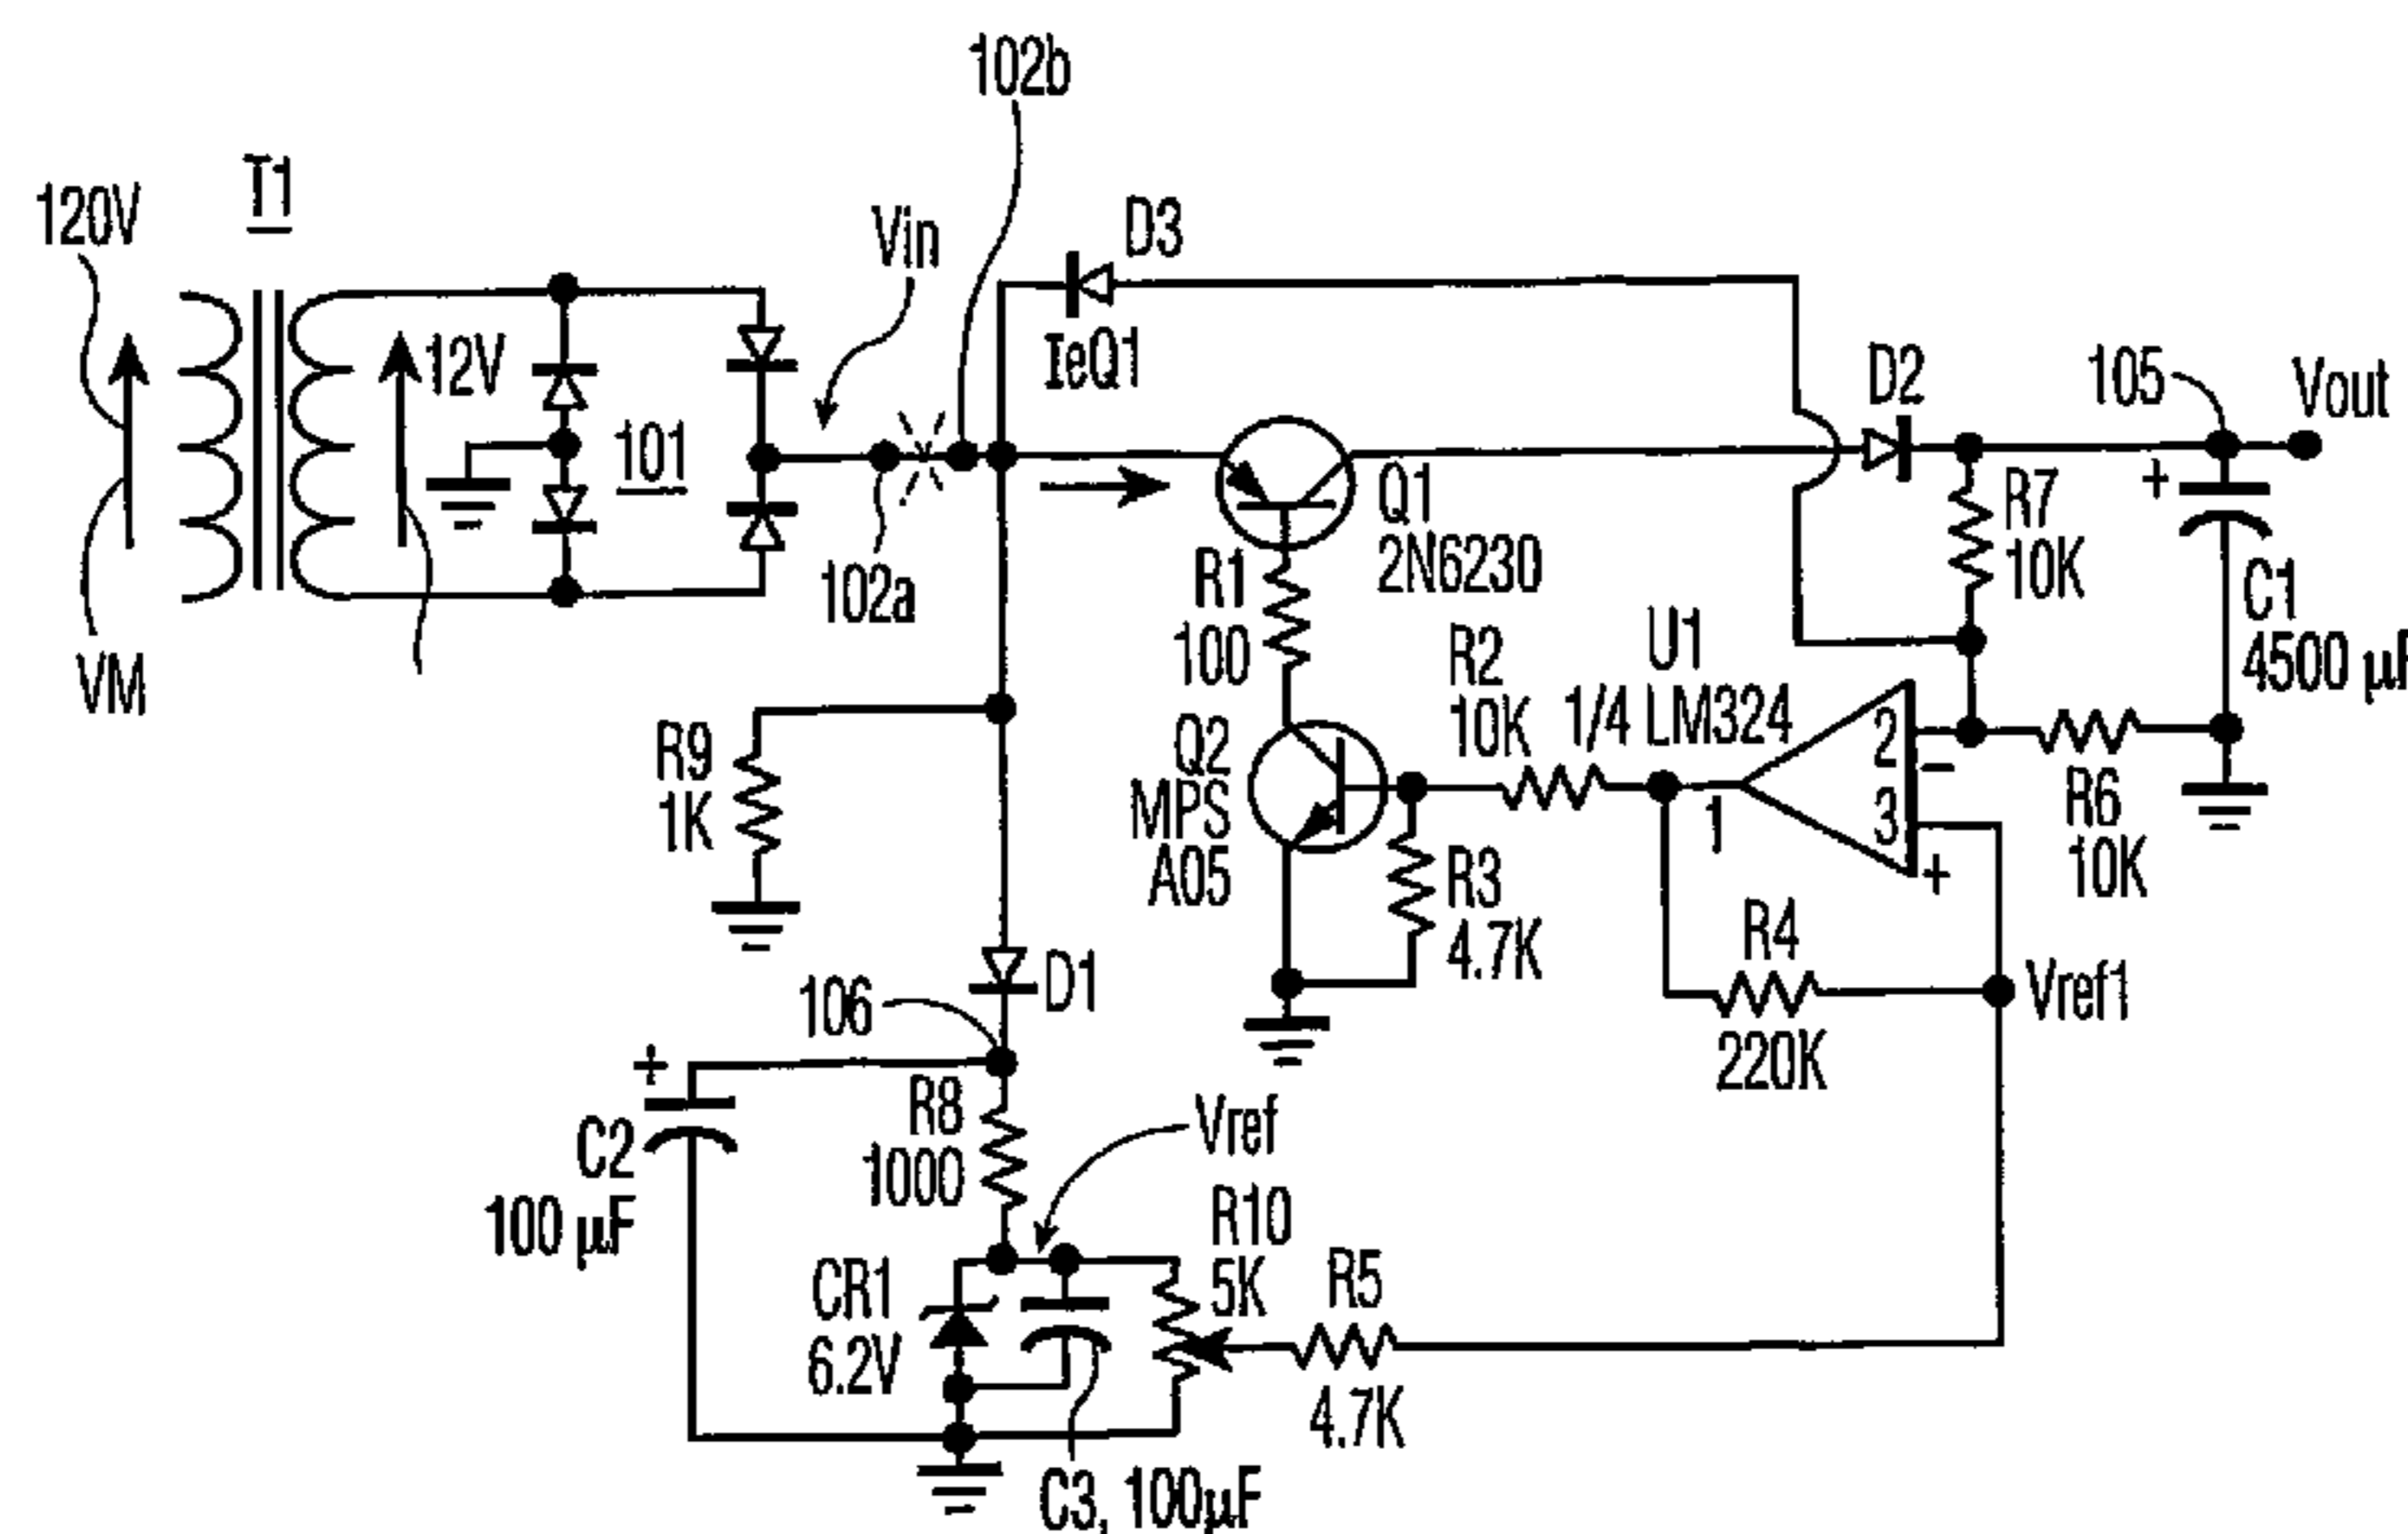 102b
T1
120V
Vin
D3
12V
IeQ1
D2
105
Vout
101
Q1
2N6230
R7
10K
102a
R1
100
C1
4500 µF
VM
R2
10K
U1
1/4 LM324
R9
1K
Q2
MPS
A05
2
−
3
+
1
R6
10K
R3
4.7K
R4
220K
Vref1
D1
106
+
+
C2
100 µF
R8
1000
Vref
R10
5K
R5
4.7K
CR1
6.2V
C3, 100µF